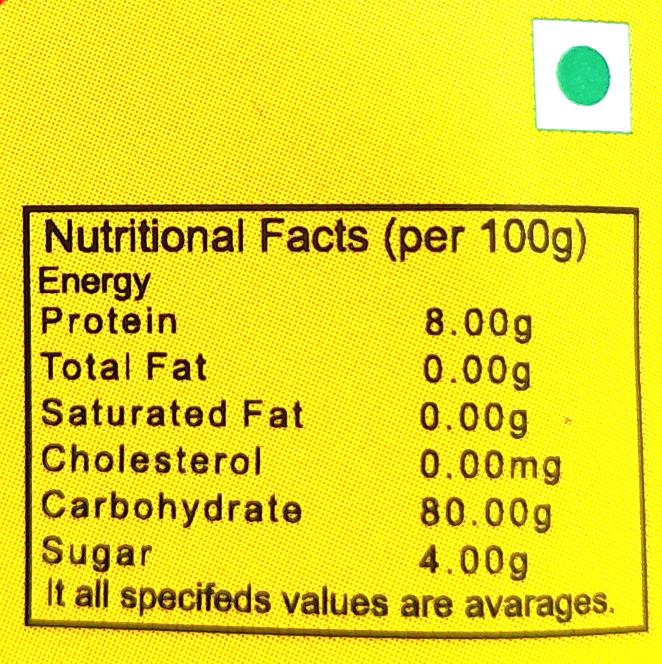 Nutritional Facts (per 100g)
Energy
Protein 8.00g
Total Fat 0.00g
Saturated Fat 0.00g
Cholesterol 0.00mg
Carbohydrate 80.00g
Sugar 4.00g
It all specifeds values are avarages.